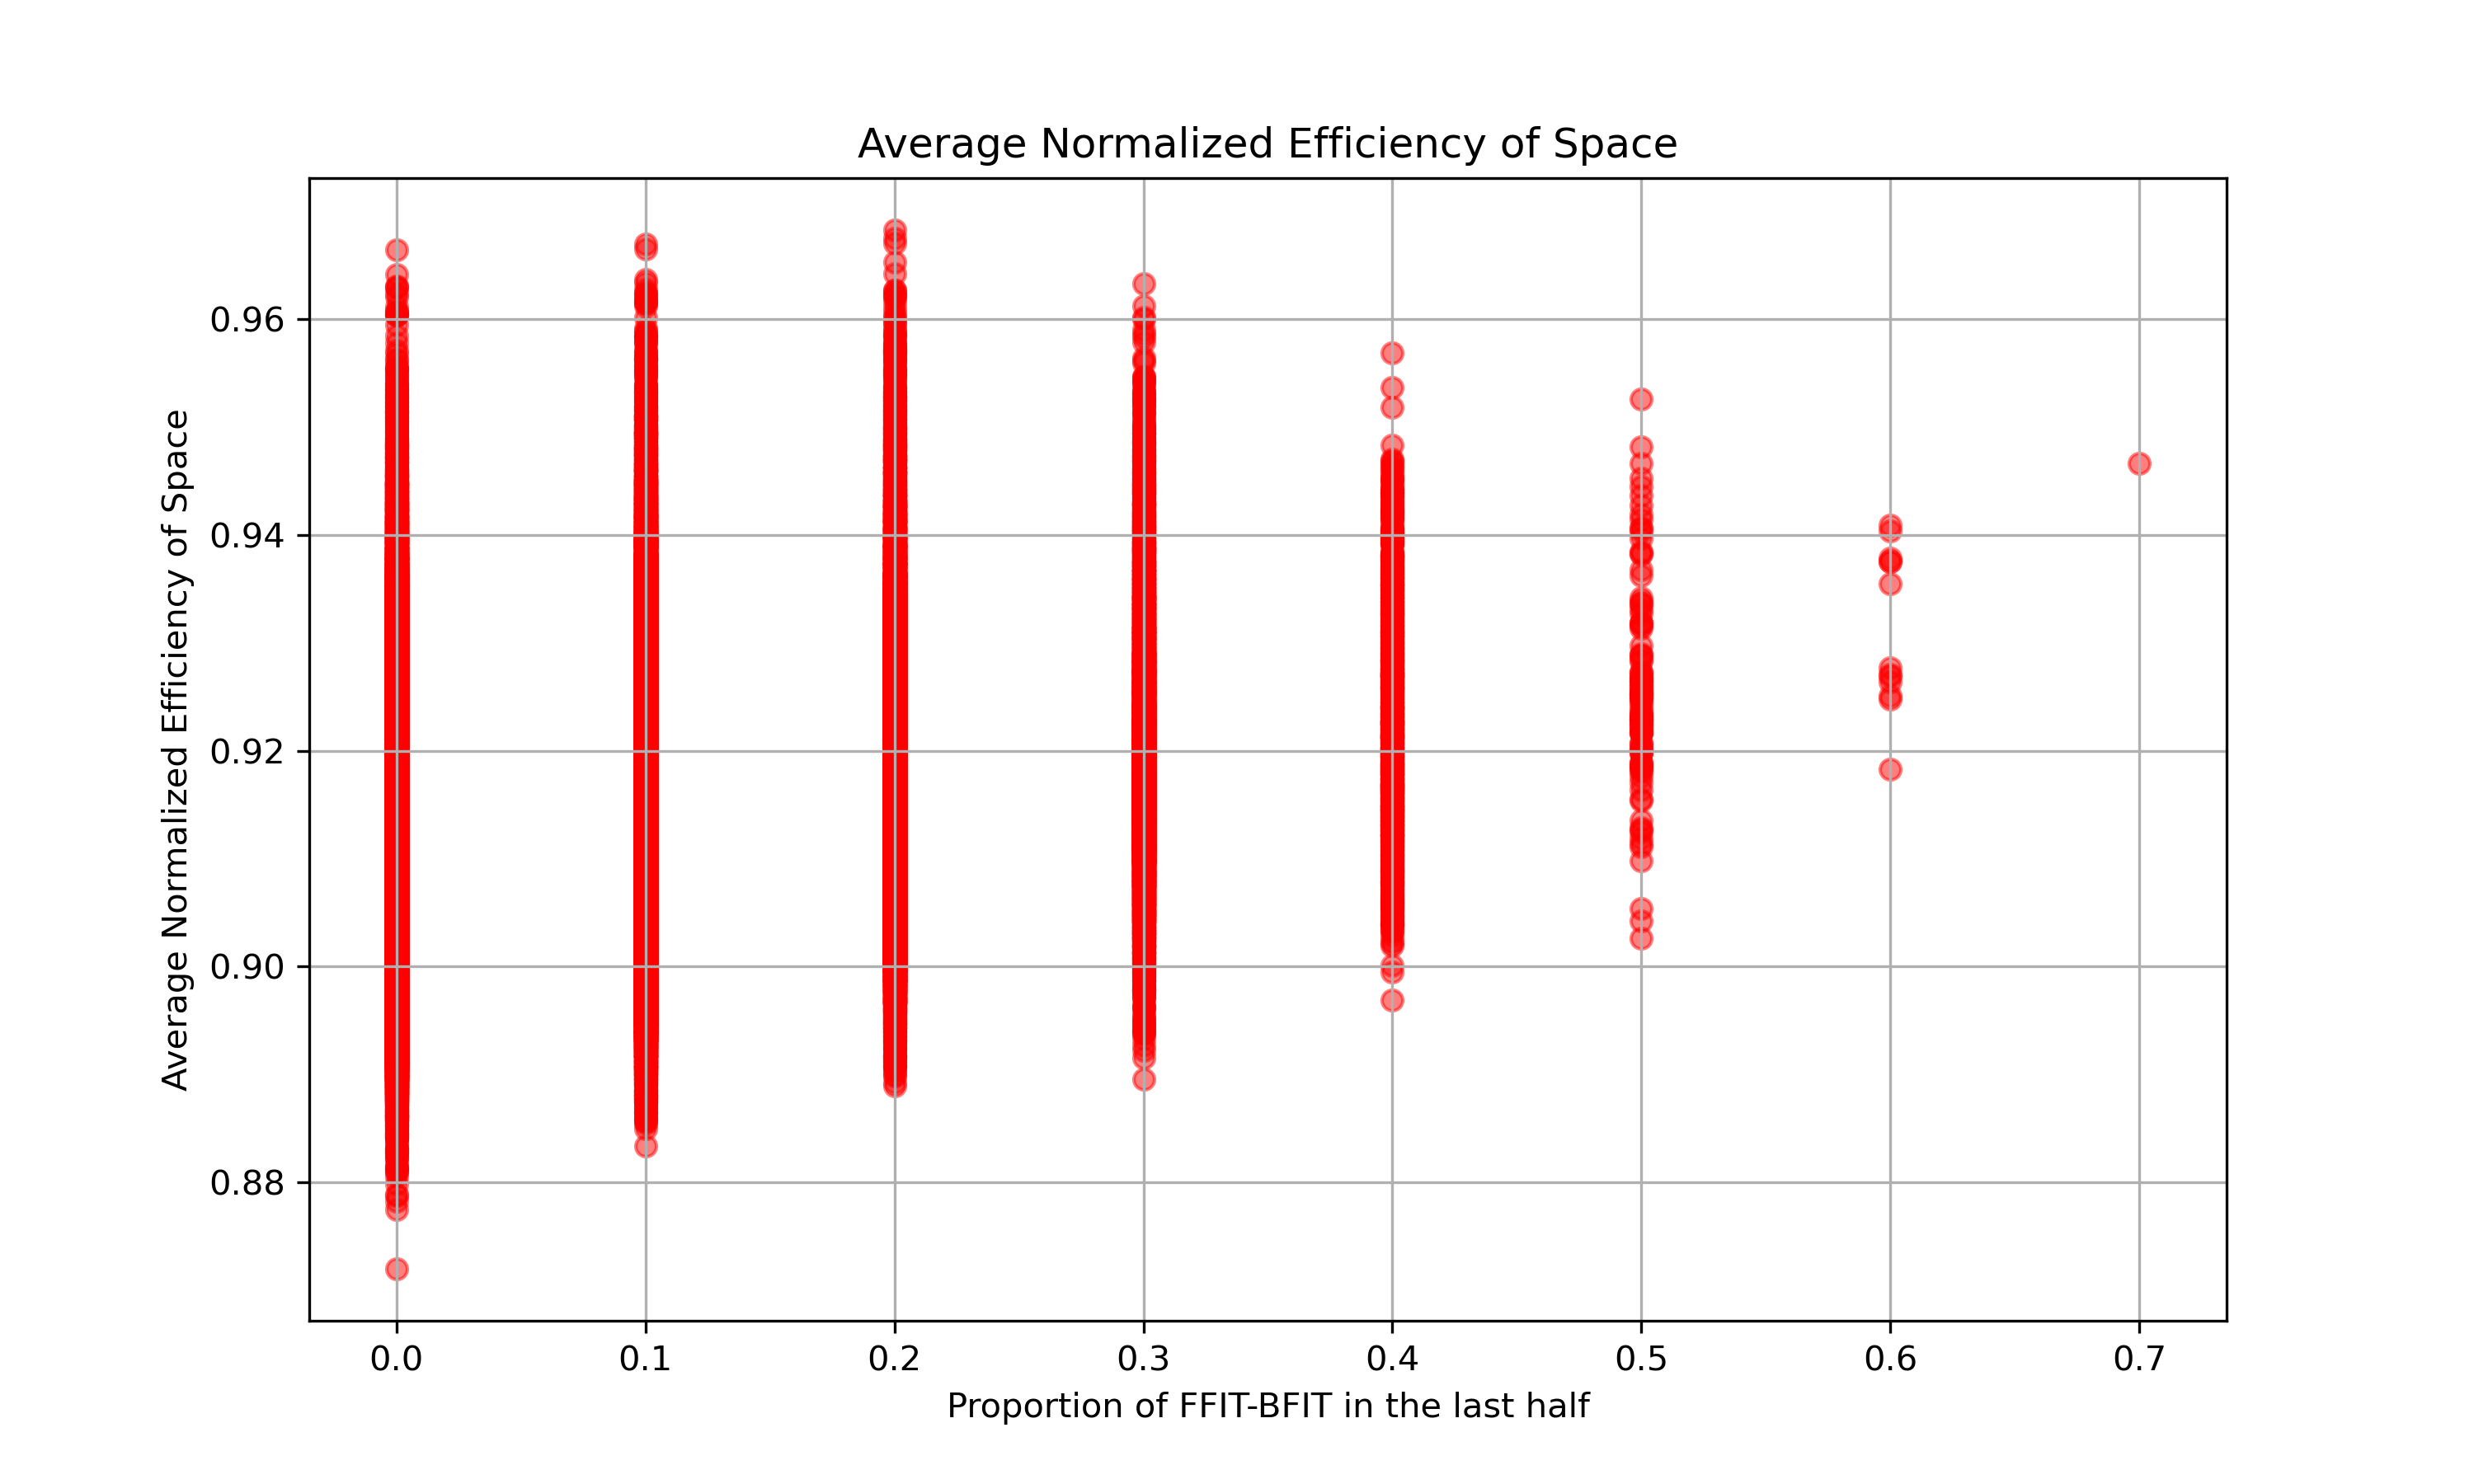 Average Normalized Efficiency of Space
Average Normalized Efficiency of Space
0.96
0.94
0.92
0.90
0.88
0.0 0.1 0.2 0.3 0.4 0.5 0.6 0.7
Proportion of FFIT-BFIT in the last half